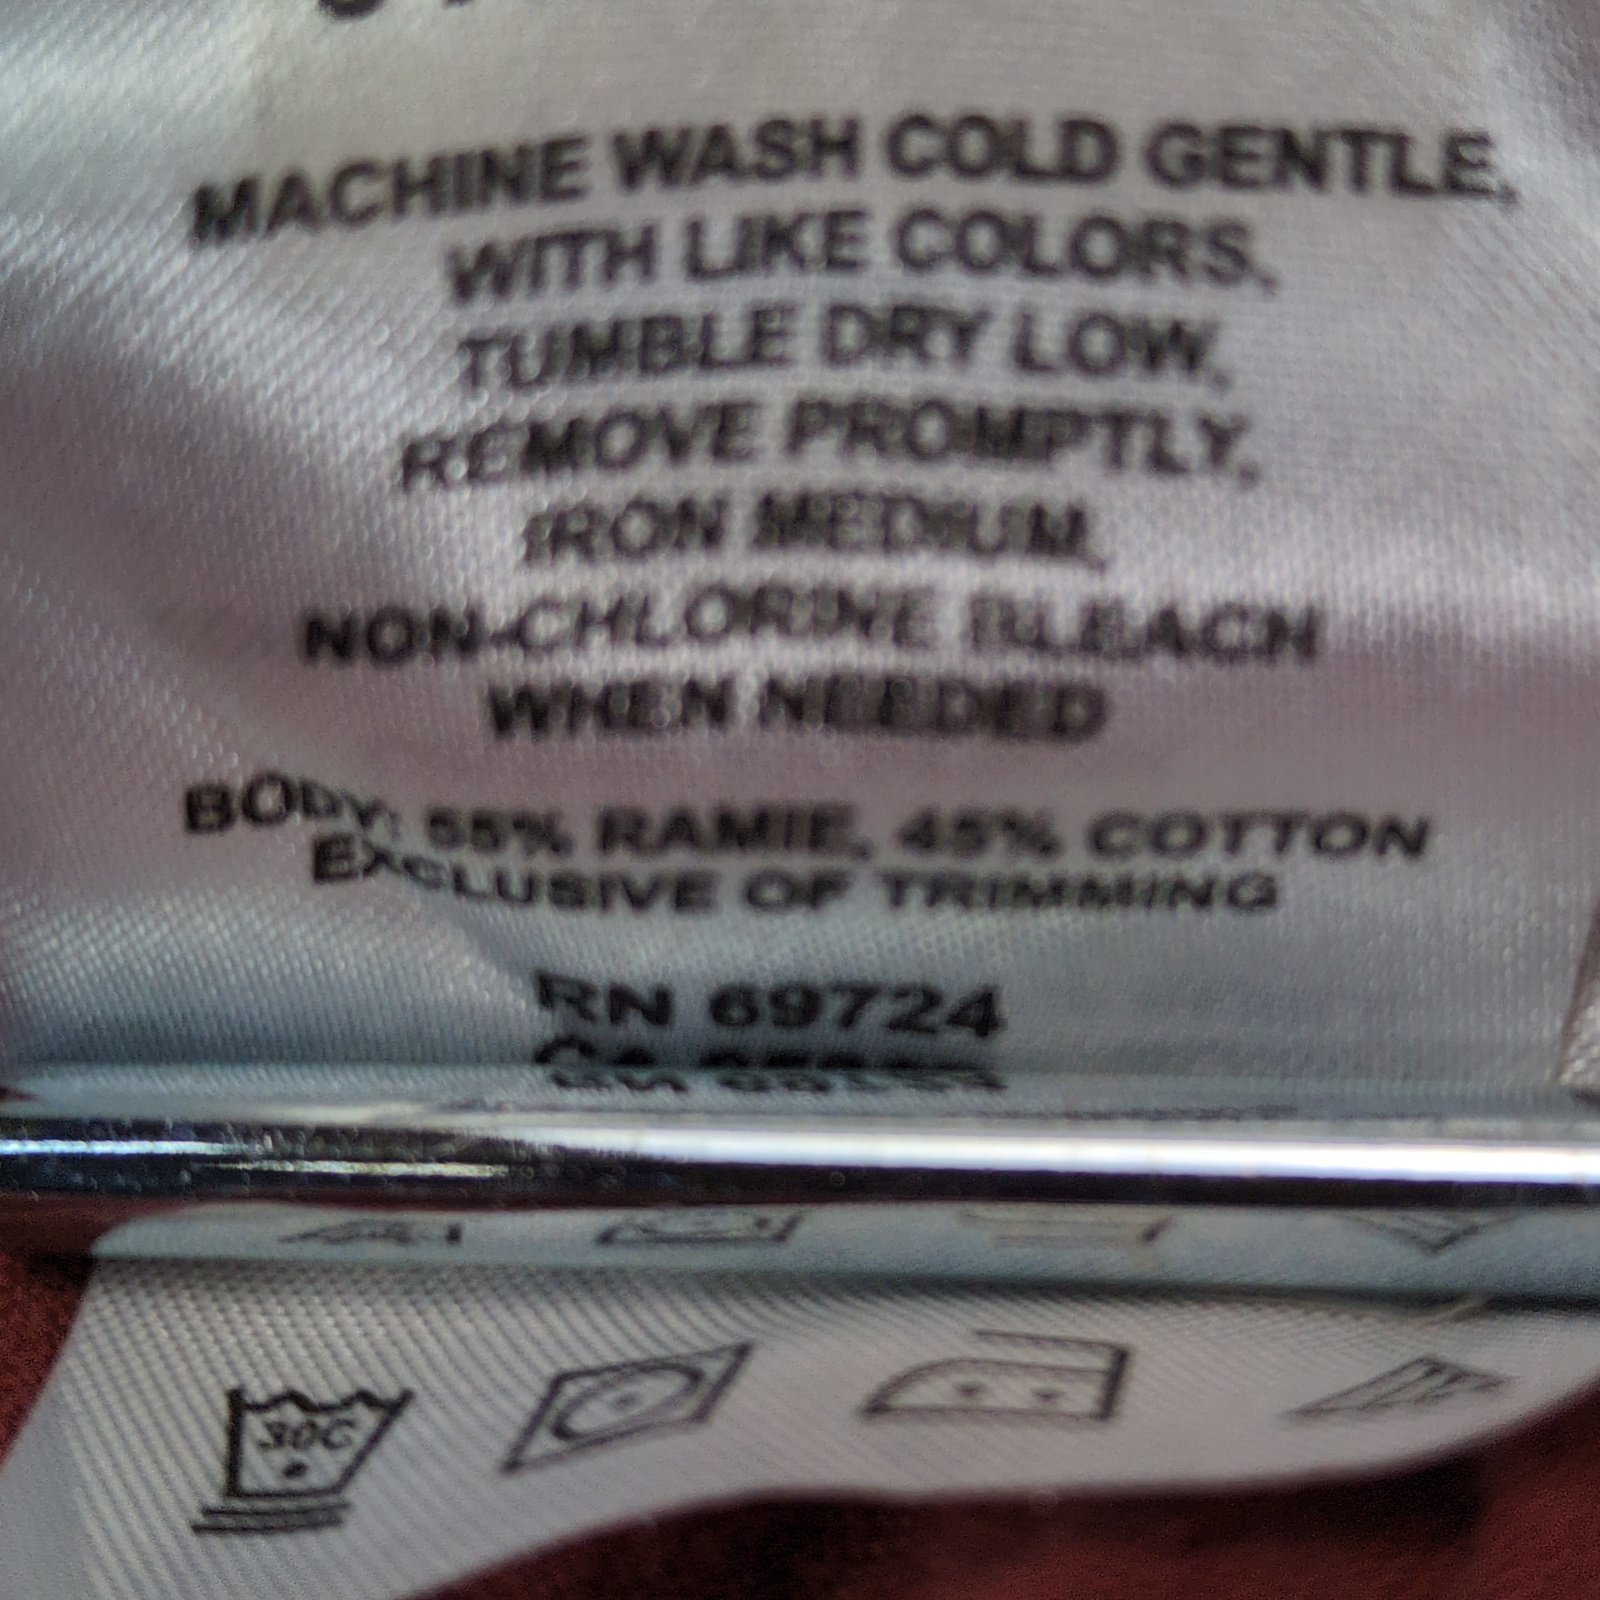 MACHINE WASH COLD GENTLE,
WITH LIKE COLORS,
TUMBLE DRY LOW,
REMOVE PROMPTLY,
IRON MEDIUM,
NON-CHLORINE BLEACH
WHEN NEEDED
BODY: 55% RAMIE, 45% COTTON
EXCLUSIVE OF TRIMMING
RN 69724
CA
30C